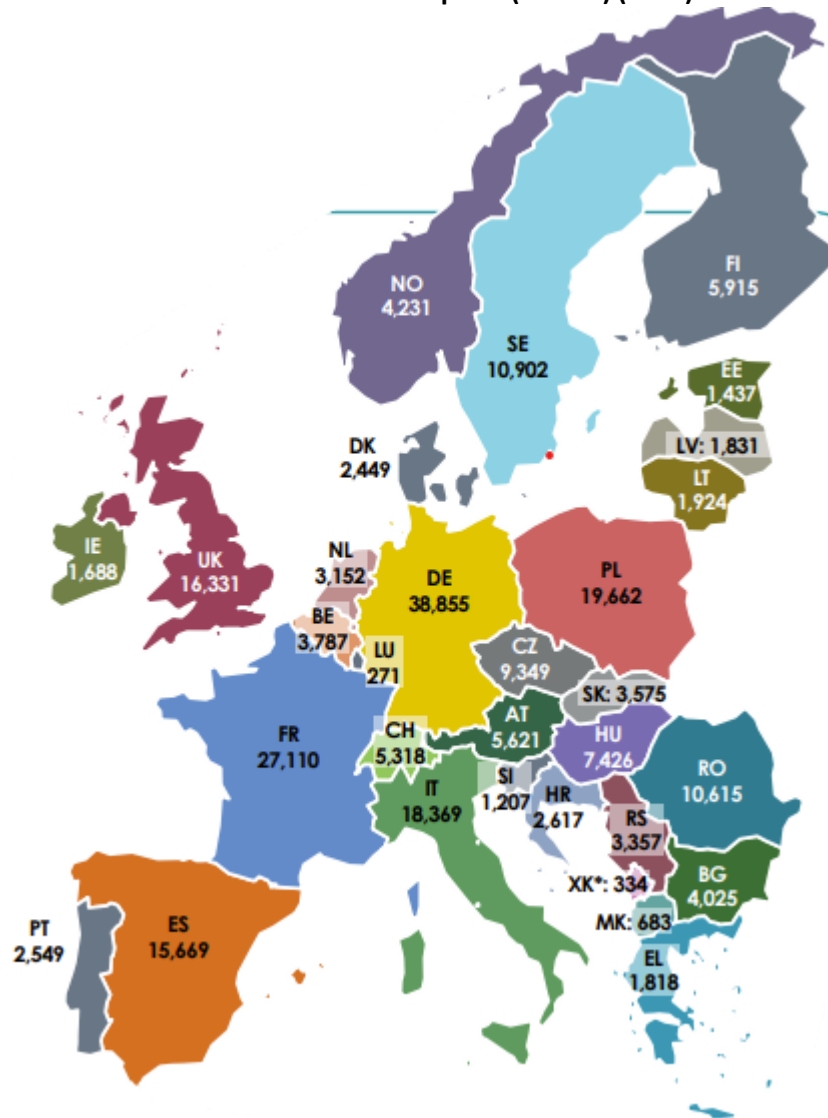 NO
4,231
FI
5,915
SE
10,902
EE
1,437
LV: 1,831
LT
1,924
DK
2,449
IE
1,688
UK
16,331
NL
3,152
BE
3,787
LU
271
DE
38,855
PL
19,662
CZ
9,349
SK: 3,575
AT
5,621
HU
7,426
FR
27,110
CH
5,318
SI
1,207
HR
2,617
IT
18,369
RO
10,615
RS
3,357
XK*: 334
BG
4,025
MK: 683
EL
1,818
PT
2,549
ES
15,669